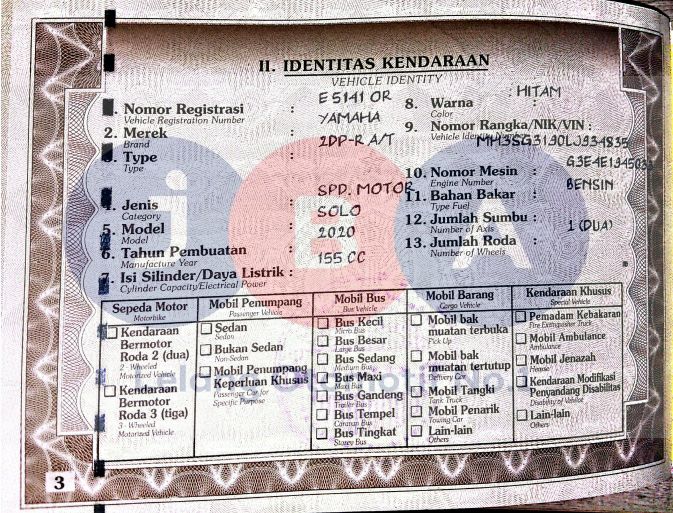 II. IDENTITAS KENDARAAN
VEHICLE IDENTITY
1. Nomor Registrasi : E 5141 OR
Vehicle Registration Number
2. Merek : YAMAHA
Brand
3. Type : 2DP-R A/T
Type
4. Jenis : SPD. MOTOR
Category
5. Model : SOLO
Model
6. Tahun Pembuatan : 2020
Manufacture Year
7. Isi Silinder/Daya Listrik : 155 CC
Cylinder Capacity/Electrical Power
8. Warna : HITAM
Color
9. Nomor Rangka/NIK/VIN :
Vehicle Identity Number
10. Nomor Mesin :
Engine Number
11. Bahan Bakar : BENSIN
Type Fuel
12. Jumlah Sumbu : 1 (DUA)
Number of Axis
13. Jumlah Roda :
Number of Wheels
iBA
Sepeda Motor
Motorbike
Kendaraan Bermotor Roda 2 (dua)
2 - Wheeled Motorized Vehicle
Kendaraan Bermotor Roda 3 (tiga)
3 - Wheeled Motorized Vehicle
Mobil Penumpang
Passenger Vehicle
Sedan
Sedan
Bukan Sedan
Non-Sedan
Mobil Penumpang Keperluan Khusus
Passenger Car for Specific Purpose
Mobil Bus
Bus Vehicle
Bus Kecil
Micro Bus
Bus Besar
Large Bus
Bus Sedang
Medium Bus
Bus Maxi
Maxi Bus
Bus Gandeng
Trailer Bus
Bus Tempel
Caravan Bus
Bus Tingkat
Storey Bus
Mobil Barang
Cargo Vehicle
Mobil bak muatan terbuka
Pick Up
Mobil bak muatan tertutup
Delivery
Mobil Tangki
Tank Truck
Mobil Penarik
Towing Car
Lain-lain
Others
Kendaraan Khusus
Special Vehicle
Pemadam Kebakaran
Fire Extinguisher Truck
Mobil Ambulance
Ambulance
Mobil Jenazah
Hearse
Kendaraan Modifikasi Penyandang Disabilitas
Disability of Vehicle
Lain-lain
Others
3